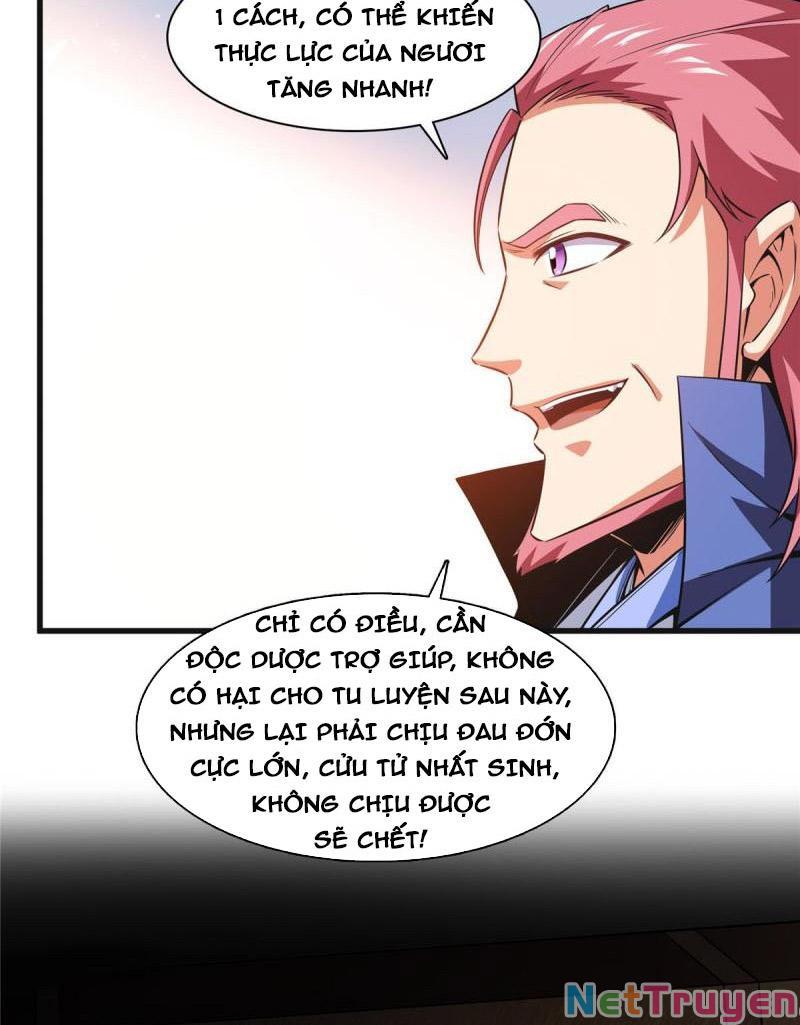 1 CÁCH, CÓ THỂ KHIẾN
THỰC LỰC CỦA NGƯƠI
TĂNG NHANH!
CHỈ CÓ ĐIỀU, CẦN
ĐỘC DƯỢC TRỢ GIÚP, KHÔNG
CÓ HẠI CHO TU LUYỆN SAU NÀY,
NHƯNG LẠI PHẢI CHỊU ĐAU ĐỚN
CỰC LỚN, CỬU TỬ NHẤT SINH,
KHÔNG CHỊU ĐƯỢC
SẼ CHẾT!
NetTruyen